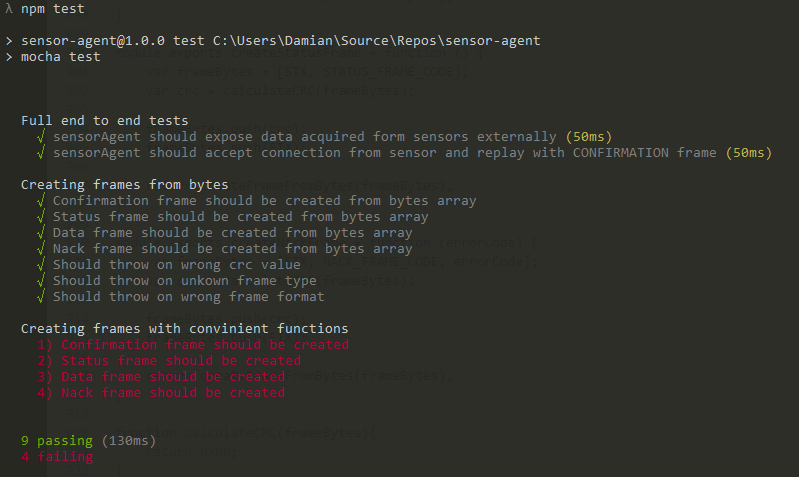 λ npm test
> sensor-agent@1.0.0 test C:\Users\Damian\Source\Repos\sensor-agent
> mocha test
Full end to end tests
√ sensorAgent should expose data acquired form sensors externally (50ms)
√ sensorAgent should accept connection from sensor and replay with CONFIRMATION frame (50ms)
Creating frames from bytes
√ Confirmation frame should be created from bytes array
√ Status frame should be created from bytes array
√ Data frame should be created from bytes array
√ Nack frame should be created from bytes array
√ Should throw on wrong crc value
√ Should throw on unkown frame type
√ Should throw on wrong frame format
Creating frames with convinient functions
1) Confirmation frame should be created
2) Status frame should be created
3) Data frame should be created
4) Nack frame should be created
9 passing (130ms)
4 failing